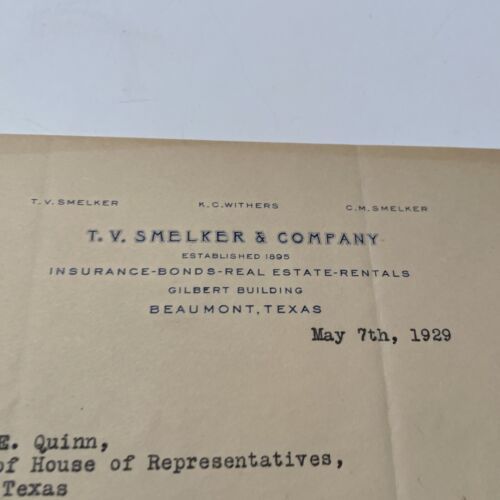 T. V. SMELKER K. C. WITHERS C. M. SMELKER
T. V. SMELKER & COMPANY
ESTABLISHED 1895
INSURANCE-BONDS-REAL ESTATE-RENTALS
GILBERT BUILDING
BEAUMONT, TEXAS
May 7th, 1929
E. Quinn,
of House of Representatives,
Texas